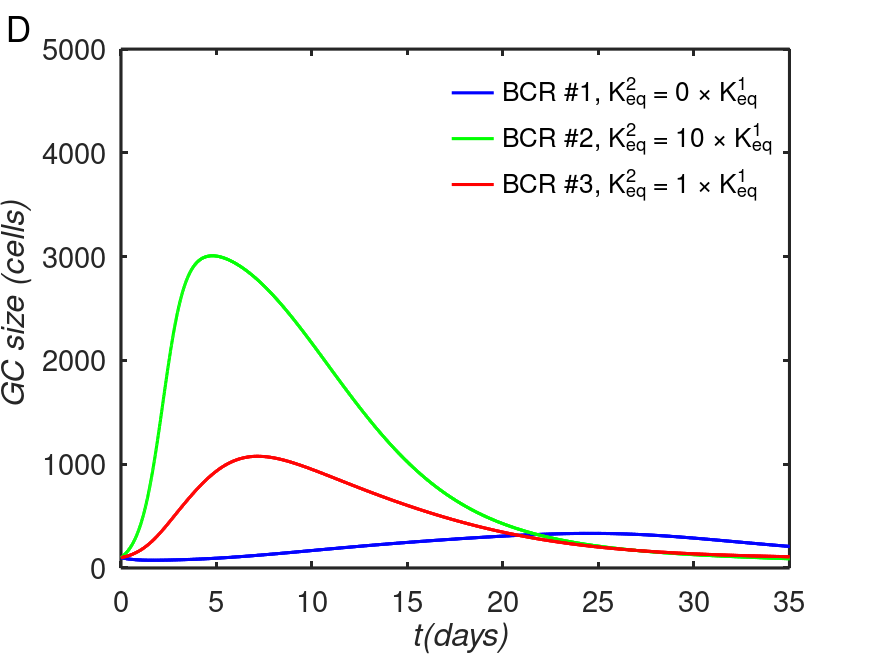 D
5000
4000
3000
2000
1000
0
GC size (cells)
BCR #1, K²eq = 0 × K¹eq
BCR #2, K²eq = 10 × K¹eq
BCR #3, K²eq = 1 × K¹eq
0 5 10 15 20 25 30 35
t(days)